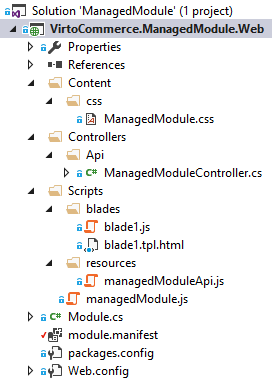 Solution 'ManagedModule' (1 project)
VirtoCommerce.ManagedModule.Web
Properties
References
Content
css
ManagedModule.css
Controllers
Api
C# ManagedModuleController.cs
Scripts
blades
blade1.js
blade1.tpl.html
resources
managedModuleApi.js
managedModule.js
C# Module.cs
module.manifest
packages.config
Web.config